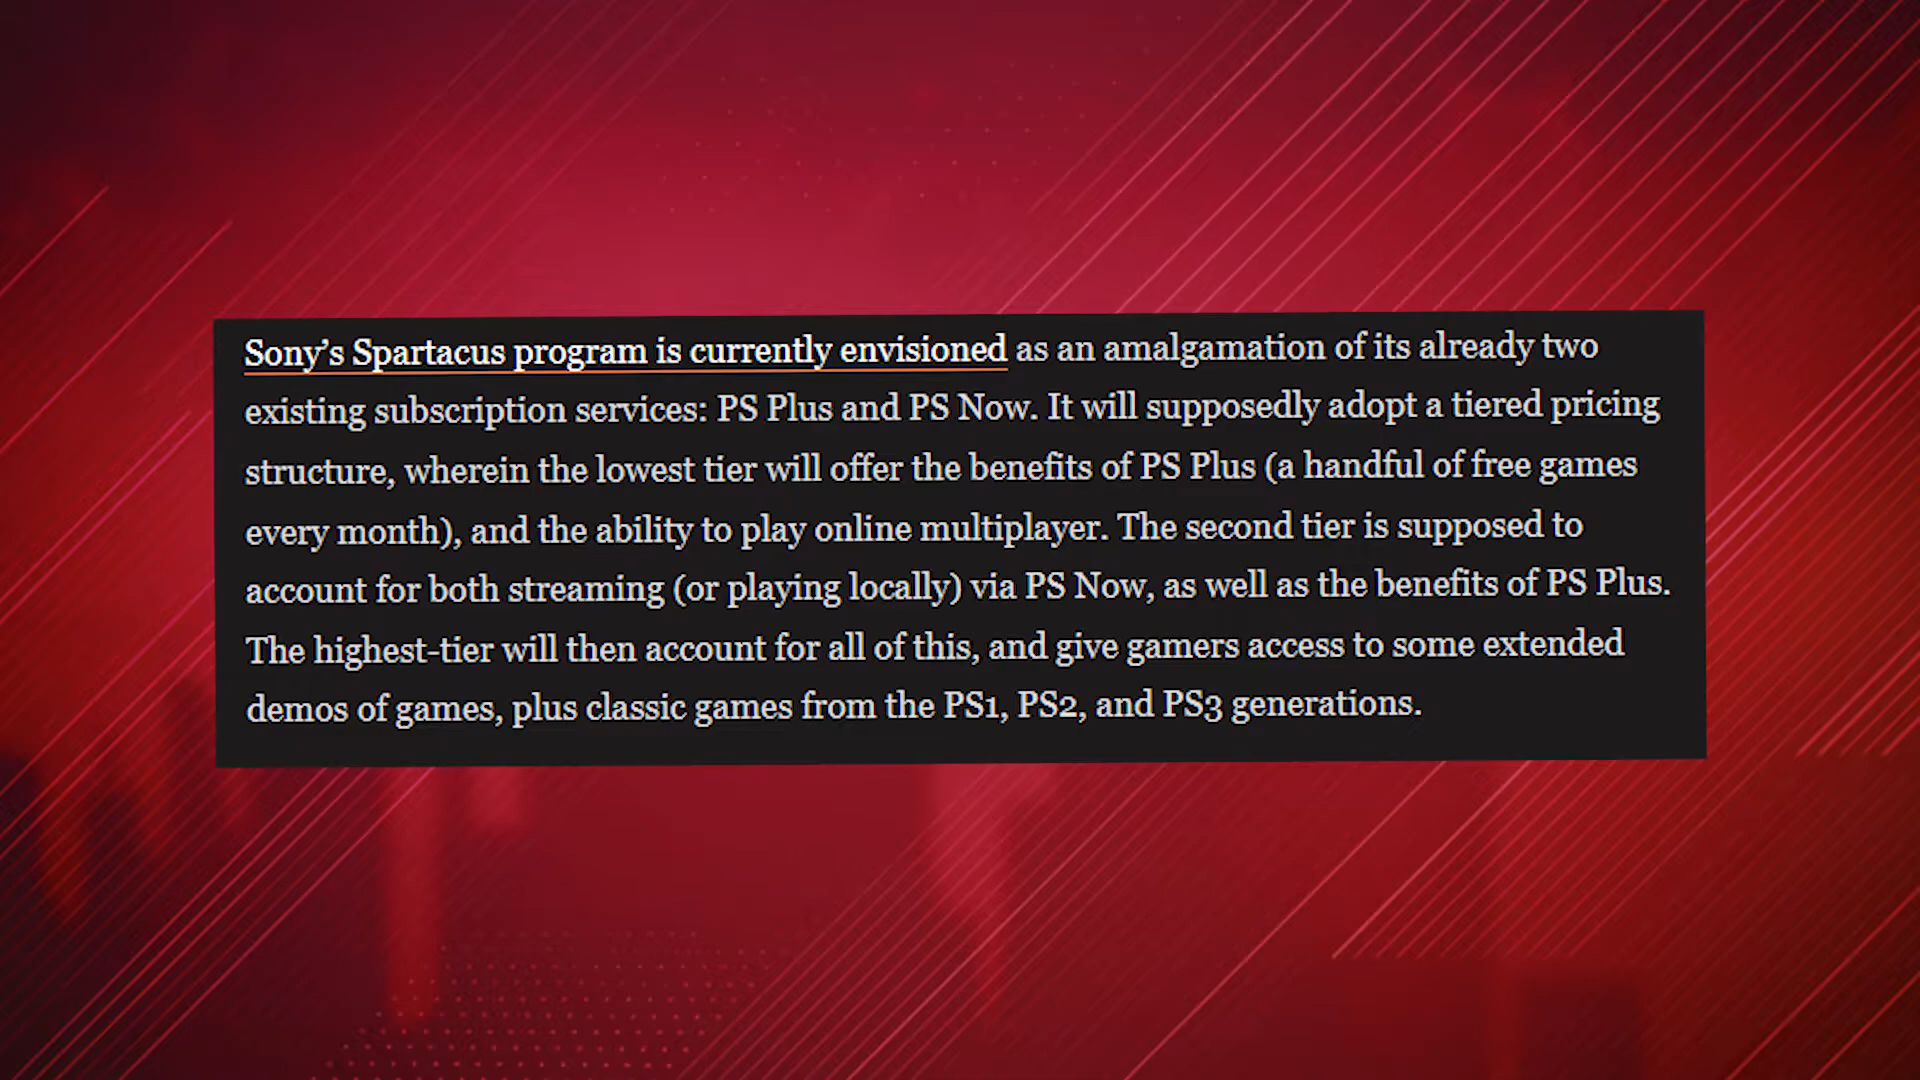 Sony’s Spartacus program is currently envisioned as an amalgamation of its already two
existing subscription services: PS Plus and PS Now. It will supposedly adopt a tiered pricing
structure, wherein the lowest tier will offer the benefits of PS Plus (a handful of free games
every month), and the ability to play online multiplayer. The second tier is supposed to
account for both streaming (or playing locally) via PS Now, as well as the benefits of PS Plus.
The highest-tier will then account for all of this, and give gamers access to some extended
demos of games, plus classic games from the PS1, PS2, and PS3 generations.